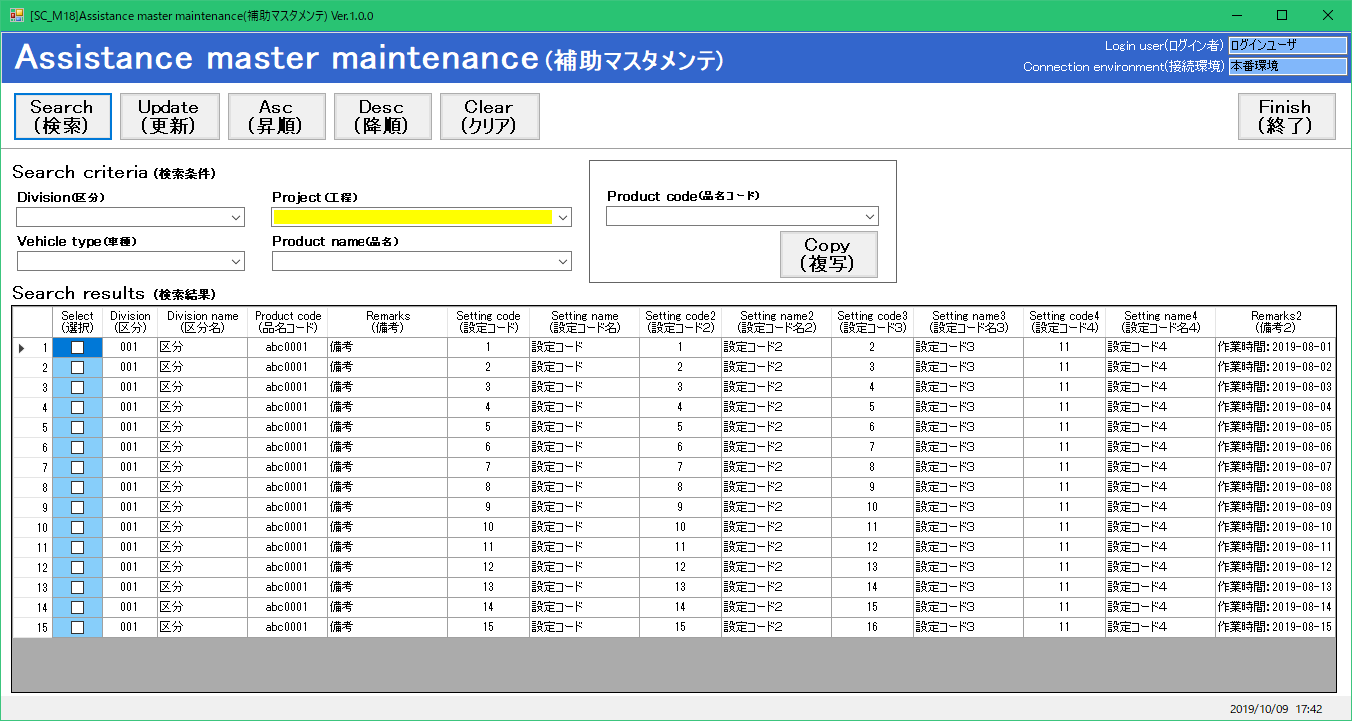 [SC_M18]Assistance master maintenance(補助マスタメンテ) Ver.1.0.0
Assistance master maintenance(補助マスタメンテ)
Login user(ログイン者) ログインユーザ
Connection environment(接続環境) 本番環境
Search Update Asc Desc Clear Finish
(検索) (更新) (昇順) (降順) (クリア) (終了)
Search criteria (検索条件)
Division(区分) Project(工程) Product code(品名コード)
Vehicle type(車種) Product name(品名)
Copy
(複写)
Search results (検索結果)
Select Division Division name Product code Remarks Setting code Setting name Setting code2 Setting name2 Setting code3 Setting name3 Setting code4 Setting name4 Remarks2
(選択) (区分) (区分名) (品名コード) (備考) (設定コード) (設定コード名) (設定コード2) (設定コード名2) (設定コード3) (設定コード名3) (設定コード4) (設定コード名4) (備考2)
1 001 区分 abc0001 備考 1 設定コード 1 設定コード2 2 設定コード3 11 設定コード4 作業時間:2019-08-01
2 001 区分 abc0001 備考 2 設定コード 2 設定コード2 3 設定コード3 11 設定コード4 作業時間:2019-08-02
3 001 区分 abc0001 備考 3 設定コード 3 設定コード2 4 設定コード3 11 設定コード4 作業時間:2019-08-03
4 001 区分 abc0001 備考 4 設定コード 4 設定コード2 5 設定コード3 11 設定コード4 作業時間:2019-08-04
5 001 区分 abc0001 備考 5 設定コード 5 設定コード2 6 設定コード3 11 設定コード4 作業時間:2019-08-05
6 001 区分 abc0001 備考 6 設定コード 6 設定コード2 7 設定コード3 11 設定コード4 作業時間:2019-08-06
7 001 区分 abc0001 備考 7 設定コード 7 設定コード2 8 設定コード3 11 設定コード4 作業時間:2019-08-07
8 001 区分 abc0001 備考 8 設定コード 8 設定コード2 9 設定コード3 11 設定コード4 作業時間:2019-08-08
9 001 区分 abc0001 備考 9 設定コード 9 設定コード2 10 設定コード3 11 設定コード4 作業時間:2019-08-09
10 001 区分 abc0001 備考 10 設定コード 10 設定コード2 11 設定コード3 11 設定コード4 作業時間:2019-08-10
11 001 区分 abc0001 備考 11 設定コード 11 設定コード2 12 設定コード3 11 設定コード4 作業時間:2019-08-11
12 001 区分 abc0001 備考 12 設定コード 12 設定コード2 13 設定コード3 11 設定コード4 作業時間:2019-08-12
13 001 区分 abc0001 備考 13 設定コード 13 設定コード2 14 設定コード3 11 設定コード4 作業時間:2019-08-13
14 001 区分 abc0001 備考 14 設定コード 14 設定コード2 15 設定コード3 11 設定コード4 作業時間:2019-08-14
15 001 区分 abc0001 備考 15 設定コード 15 設定コード2 16 設定コード3 11 設定コード4 作業時間:2019-08-15
2019/10/09 17:42